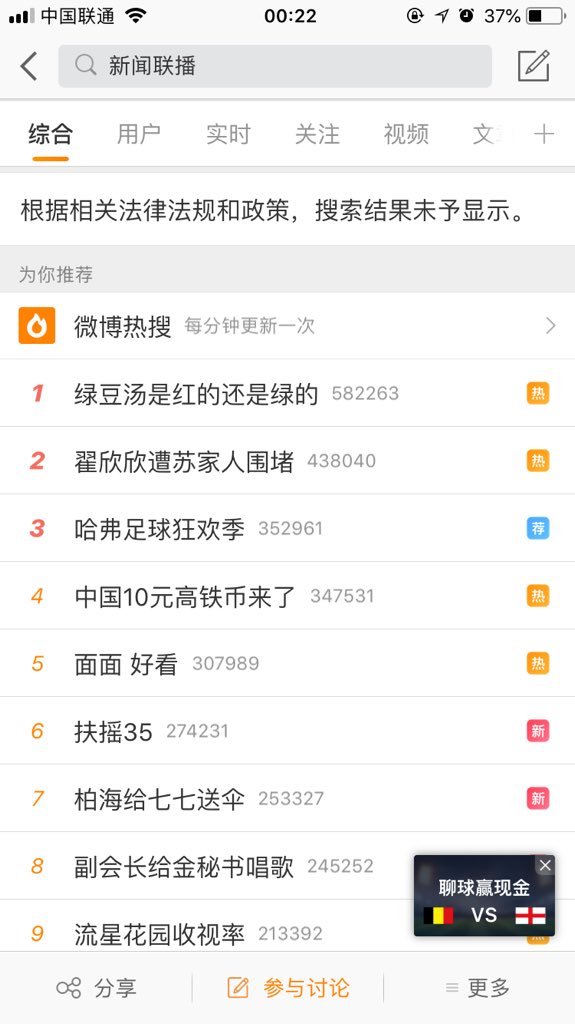 中国联通 00:22 37%
新闻联播
综合 用户 实时 关注 视频 文
根据相关法律法规和政策，搜索结果未予显示。
为你推荐
微博热搜 每分钟更新一次
1 绿豆汤是红的还是绿的 582263 热
2 翟欣欣遭苏家人围堵 438040 热
3 哈弗足球狂欢季 352961 荐
4 中国10元高铁币来了 347531 热
5 面面 好看 307989 热
6 扶摇35 274231 新
7 柏海给七七送伞 253327 新
8 副会长给金秘书唱歌 245252
聊球赢现金
VS
9 流星花园收视率 213392
分享 参与讨论 更多